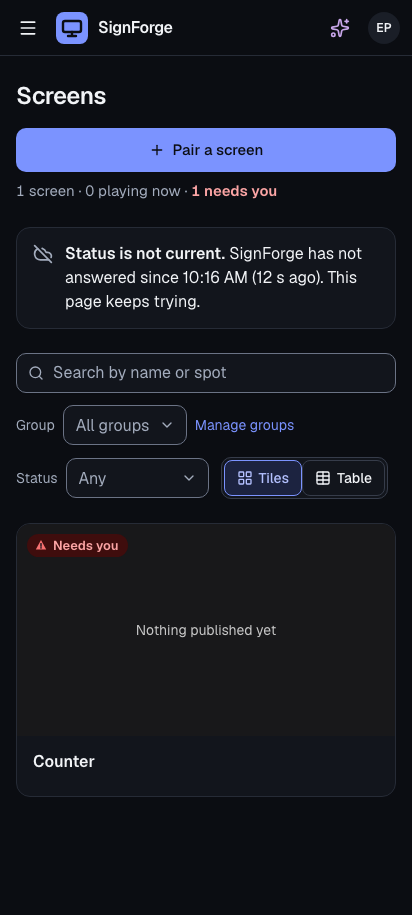 SignForge
EP
Screens
+ Pair a screen
1 screen · 0 playing now · 1 needs you
Status is not current. SignForge has not
answered since 10:16 AM (12 s ago). This
page keeps trying.
Search by name or spot
Group All groups Manage groups
Status Any Tiles Table
Needs you
Nothing published yet
Counter